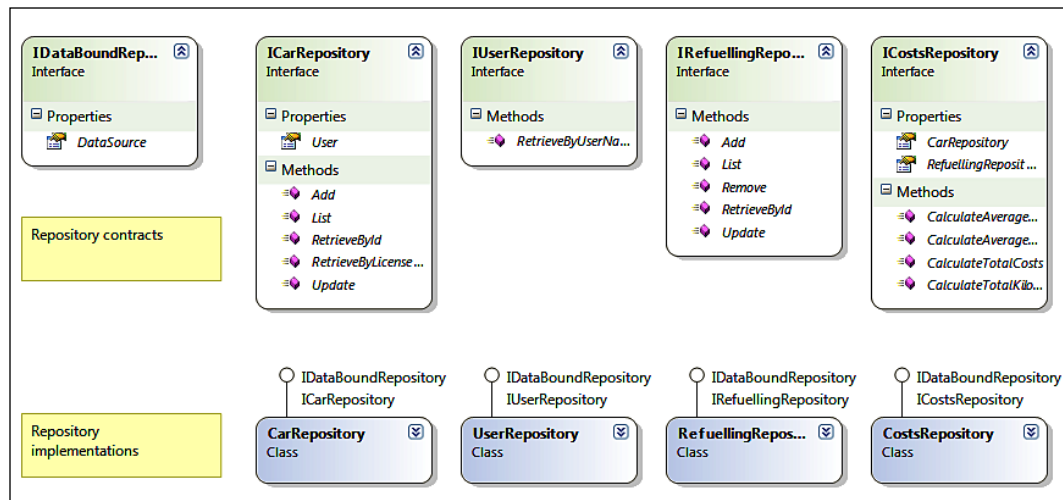 IDataBoundRep...
Interface
Properties
DataSource
ICarRepository
Interface
Properties
User
Methods
Add
List
RetrieveById
RetrieveByLicense...
Update
IUserRepository
Interface
Methods
RetrieveByUserNa...
IRefuellingRepo...
Interface
Methods
Add
List
Remove
RetrieveById
Update
ICostsRepository
Interface
Properties
CarRepository
RefuellingReposit...
Methods
CalculateAverage...
CalculateAverage...
CalculateTotalCosts
CalculateTotalKilo...
Repository contracts
Repository
implementations
IDataBoundRepository
ICarRepository
CarRepository
Class
IDataBoundRepository
IUserRepository
UserRepository
Class
IDataBoundRepository
IRefuellingRepository
RefuellingRepos...
Class
IDataBoundRepository
ICostsRepository
CostsRepository
Class